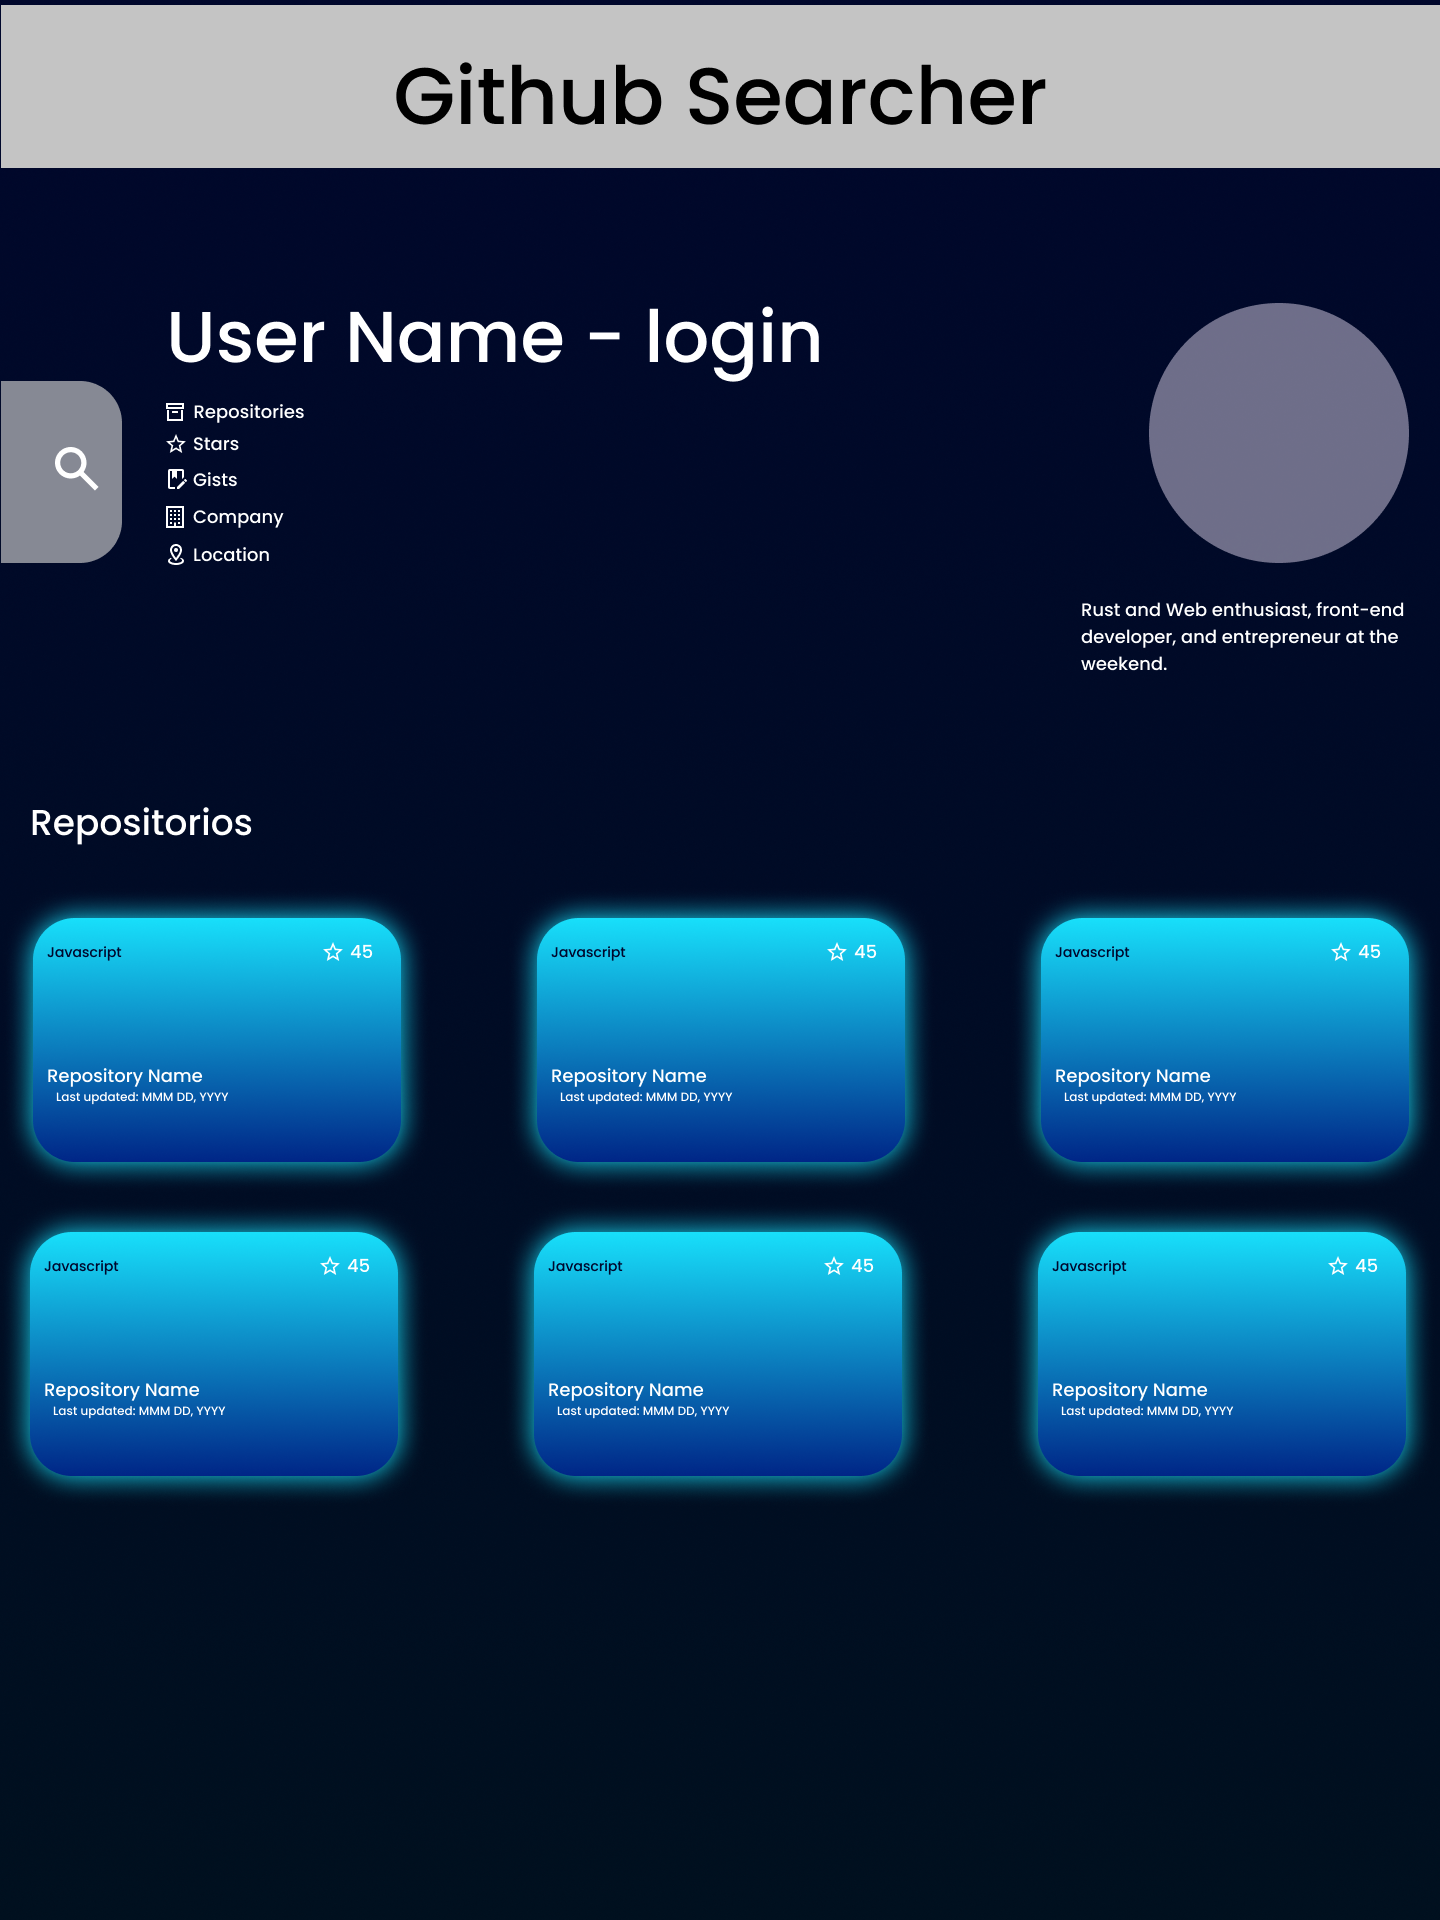 Github Searcher
User Name - login
Repositories
Stars
Gists
Company
Location
Rust and Web enthusiast, front-end
developer, and entrepreneur at the
weekend.
Repositorios
Javascript 45
Repository Name
Last updated: MMM DD, YYYY
Javascript 45
Repository Name
Last updated: MMM DD, YYYY
Javascript 45
Repository Name
Last updated: MMM DD, YYYY
Javascript 45
Repository Name
Last updated: MMM DD, YYYY
Javascript 45
Repository Name
Last updated: MMM DD, YYYY
Javascript 45
Repository Name
Last updated: MMM DD, YYYY